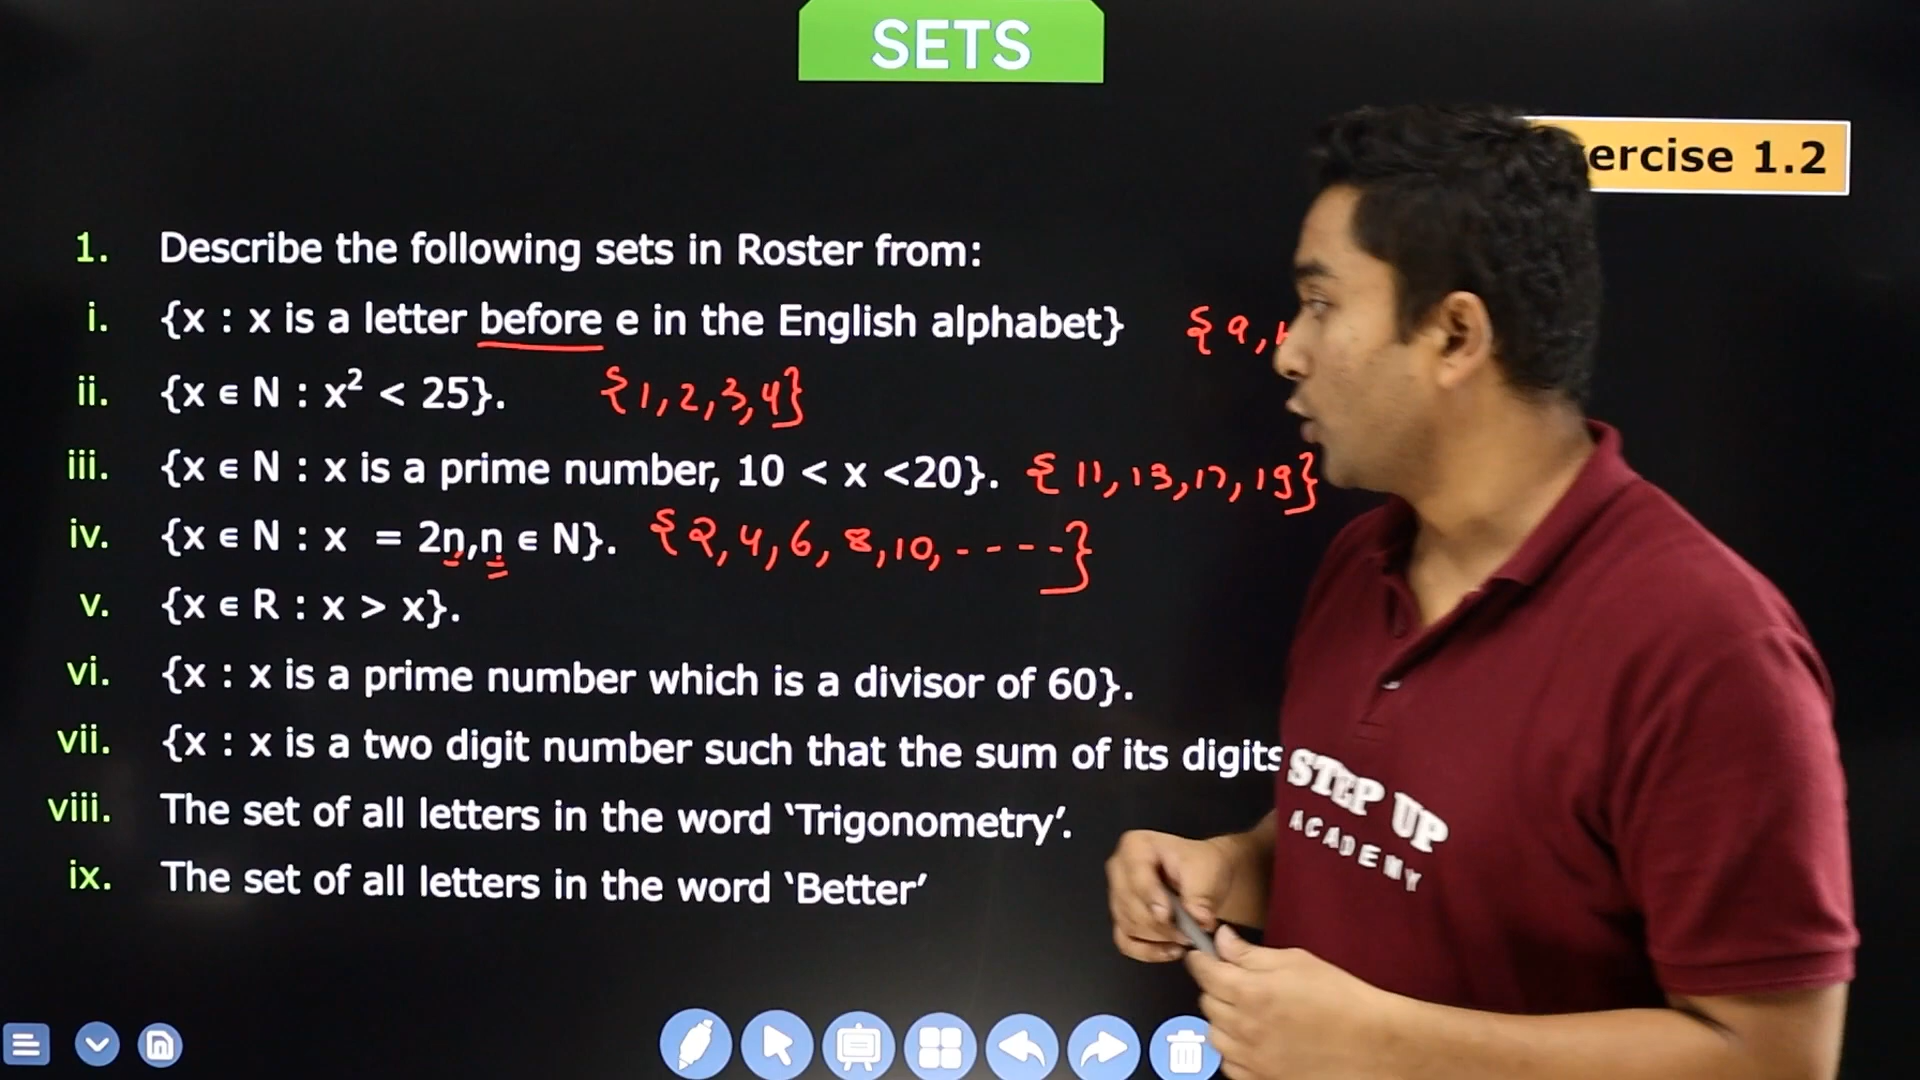 SETS
ercise 1.2
1. Describe the following sets in Roster from:
i. {x : x is a letter before e in the English alphabet} {a,
ii. {x ∈ N : x² < 25}. {1,2,3,4}
iii. {x ∈ N : x is a prime number, 10 < x <20}. {11,13,17,19}
iv. {x ∈ N : x = 2n,n ∈ N}. {2,4,6,8,10,-----}
v. {x ∈ R : x > x}.
vi. {x : x is a prime number which is a divisor of 60}.
vii. {x : x is a two digit number such that the sum of its digits
viii. The set of all letters in the word ‘Trigonometry’.
ix. The set of all letters in the word ‘Better’
STEP UP
ACADEMY